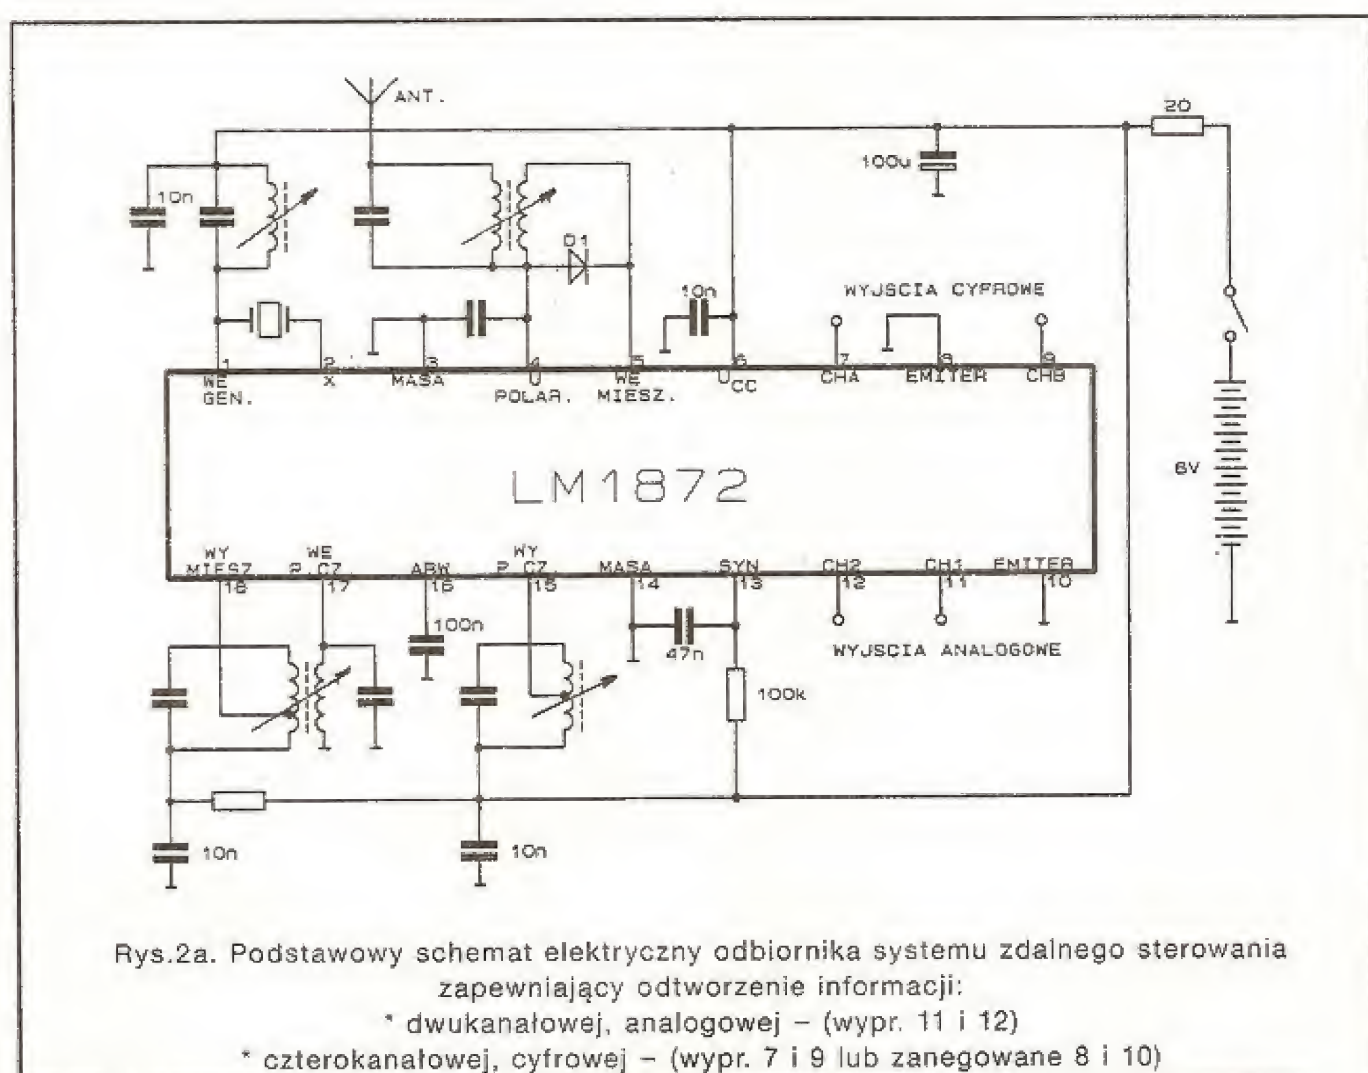 ANT.
20
100u
10n
D1
10n
WYJSCIA CYFROWE
1 2 3 4 5 6 7 8 9
WE GEN.
X
MASA
U POLAR.
WE MIESZ.
UCC
CHA
EMITER
CHB
LM1872
6V
WY MIESZ.
WE P.CZ.
ARW
WY P.CZ.
MASA
SYN
CH2
CH1
EMITER
18 17 16 15 14 13 12 11 10
100n
47n
WYJSCIA ANALOGOWE
100k
10n
10n
Rys.2a. Podstawowy schemat elektryczny odbiornika systemu zdalnego sterowania
zapewniający odtworzenie informacji:
* dwukanałowej, analogowej – (wypr. 11 i 12)
* czterokanałowej, cyfrowej – (wypr. 7 i 9 lub zanegowane 8 i 10)